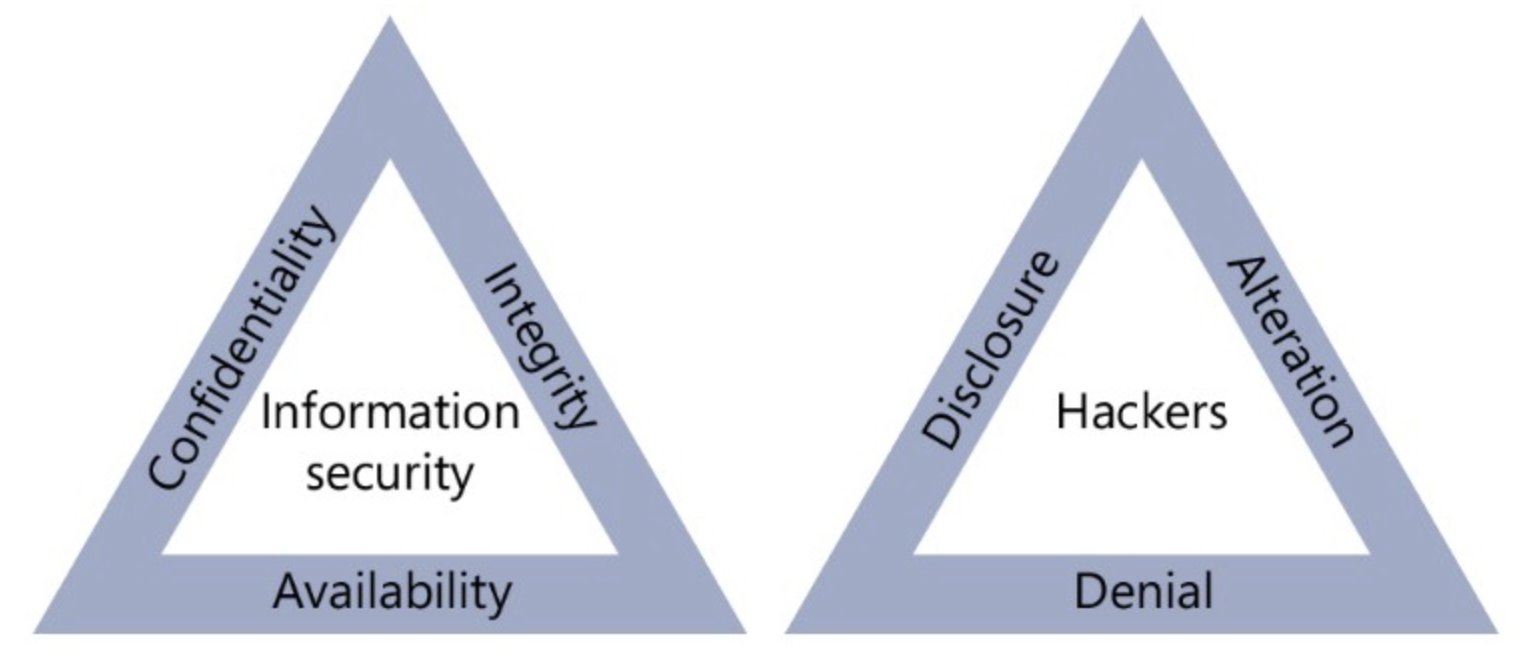 Confidentiality
Integrity
Information
security
Availability
Disclosure
Alteration
Hackers
Denial